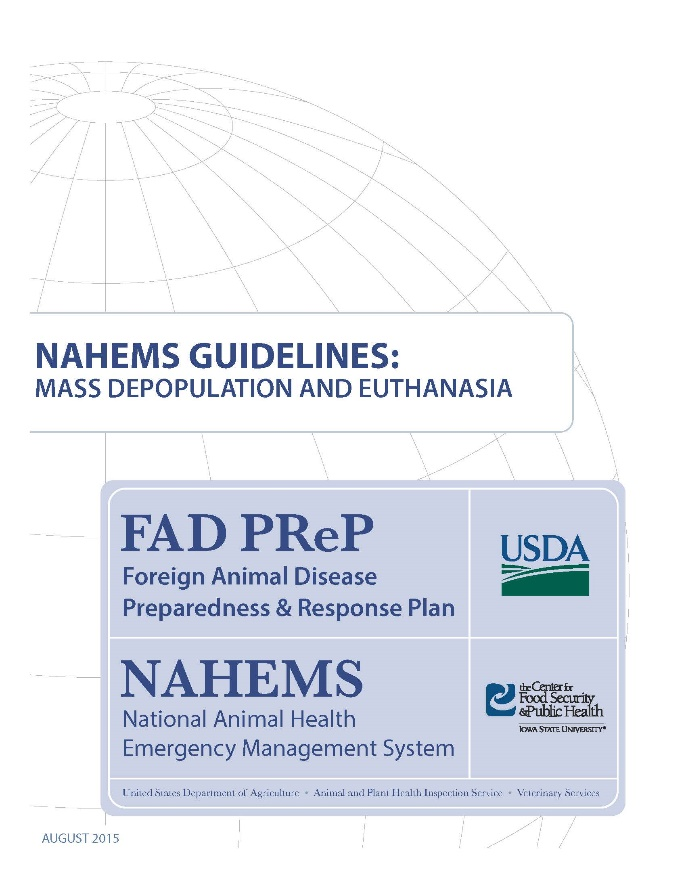 NAHEMS GUIDELINES:
MASS DEPOPULATION AND EUTHANASIA
FAD PReP
Foreign Animal Disease
Preparedness & Response Plan
USDA
NAHEMS
National Animal Health
Emergency Management System
the Center for
Food Security
&Public Health
IOWA STATE UNIVERSITY®
United States Department of Agriculture • Animal and Plant Health Inspection Service • Veterinary Services
AUGUST 2015